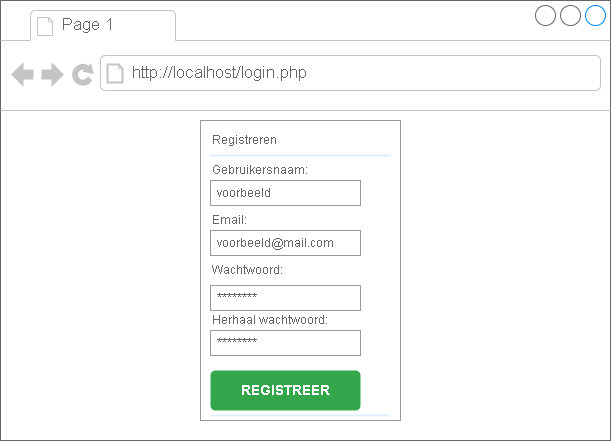 Page 1
http://localhost/login.php
Registreren
Gebruikersnaam:
voorbeeld
Email:
voorbeeld@mail.com
Wachtwoord:
********
Herhaal wachtwoord:
********
REGISTREER